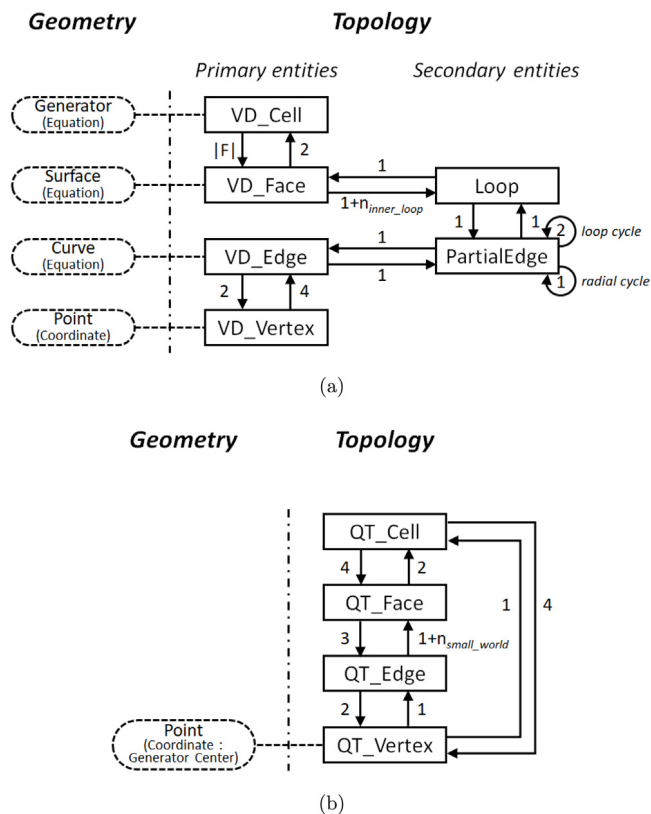 Geometry
Topology
Primary entities
Secondary entities
Generator
(Equation)
VD_Cell
|F|
2
Surface
(Equation)
VD_Face
1
1+n_inner_loop
Loop
1
1
2
loop cycle
Curve
(Equation)
VD_Edge
1
1
PartialEdge
1
radial cycle
2
4
Point
(Coordinate)
VD_Vertex
(a)
Geometry
Topology
QT_Cell
4
2
QT_Face
1
4
3
1+n_small_world
QT_Edge
2
1
Point
(Coordinate :
Generator Center)
QT_Vertex
(b)